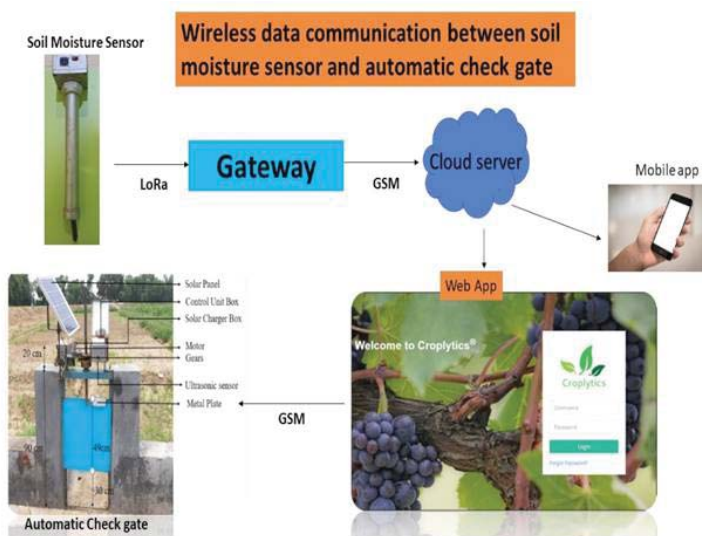 Wireless data communication between soil
moisture sensor and automatic check gate
Soil Moisture Sensor
LoRa
Gateway
GSM
Cloud server
Mobile app
Web App
Solar Panel
Control Unit Box
Solar Charger Box
Motor
Gears
Ultrasonic sensor
Metal Plate
20 cm
90 cm
49cm
30 cm
Automatic Check gate
GSM
Welcome to Croplytics®
Croplytics
Username
Password
Login
Forgot Password?